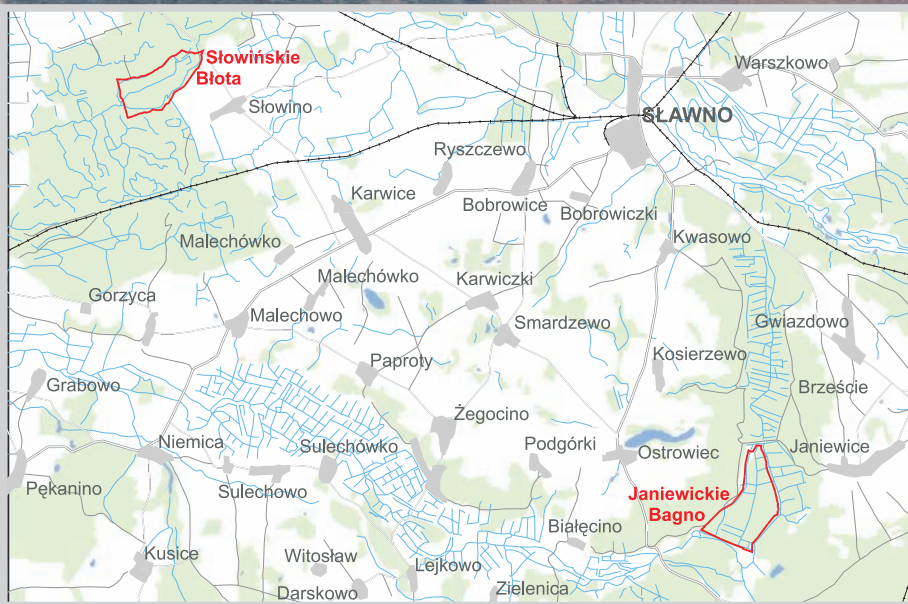 Słowińskie
Błota
Warszkowo
Słowino
SŁAWNO
Ryszczewo
Karwice
Bobrowice
Bobrowiczki
Malechówko
Kwasowo
Malechówko
Karwiczki
Gorzyca
Malechowo
Smardzewo
Gwiazdowo
Paproty
Kosierzewo
Grabowo
Brzeście
Żegocino
Niemica
Sulechówko
Podgórki
Ostrowiec
Janiewice
Pękanino
Sulechowo
Janiewickie
Bagno
Białęcino
Kusice
Witosław
Lejkowo
Darskowo
Zielenica